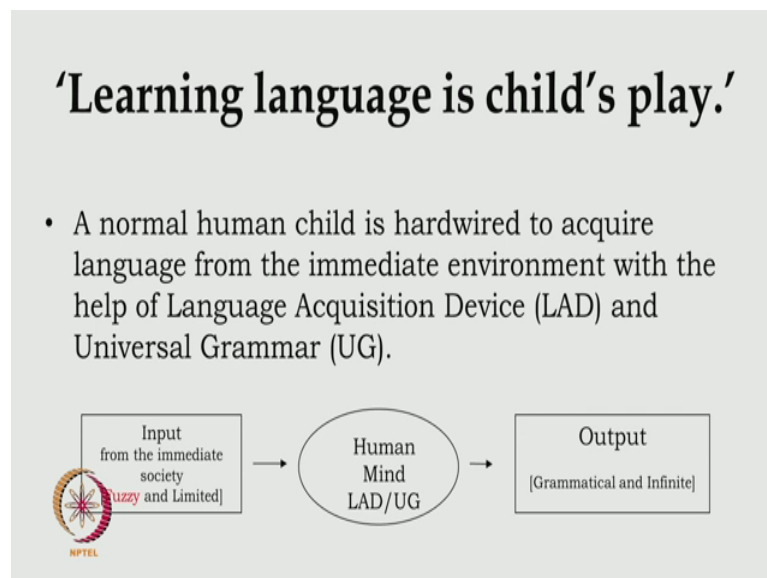 ‘Learning language is child’s play.’
• A normal human child is hardwired to acquire
language from the immediate environment with the
help of Language Acquisition Device (LAD) and
Universal Grammar (UG).
Input
from the immediate
society
[Fuzzy and Limited]
Human
Mind
LAD/UG
Output
[Grammatical and Infinite]
NPTEL